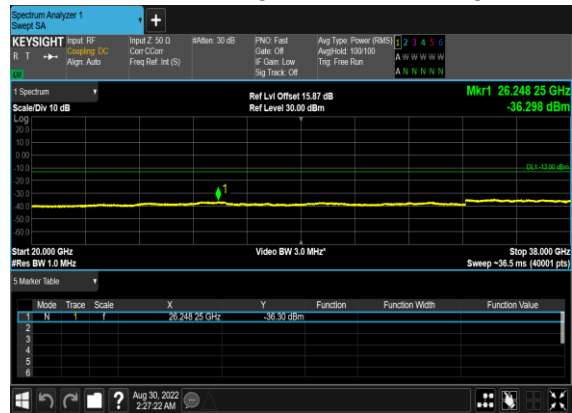 Spectrum Analyzer 1
Swept SA
+
KEYSIGHT Input: RF Input Z: 50 Ω #Atten: 30 dB PNO: Fast Avg Type: Power (RMS) 1 2 3 4 5 6
R T Coupling: DC Corr CCorr Gate: Off Avg|Hold: 100/100 A W W W W W
Align: Auto Freq Ref: Int (S) IF Gain: Low Trig: Free Run
Sig Track: Off A N N N N N
1 Spectrum
Scale/Div 10 dB
Ref Lvl Offset 15.87 dB
Ref Level 30.00 dBm
Mkr1 26.248 25 GHz
-36.298 dBm
Log
20.0
10.0
0.00
-10.0
DL1 -13.00 dBm
-20.0
-30.0
1
-40.0
-50.0
-60.0
Start 20.000 GHz Video BW 3.0 MHz* Stop 38.000 GHz
#Res BW 1.0 MHz Sweep ~36.5 ms (40001 pts)
5 Marker Table
Mode Trace Scale X Y Function Function Width Function Value
1 N 1 f 26.248 25 GHz -36.30 dBm
2
3
4
5
6
? Aug 30, 2022
2:27:22 AM